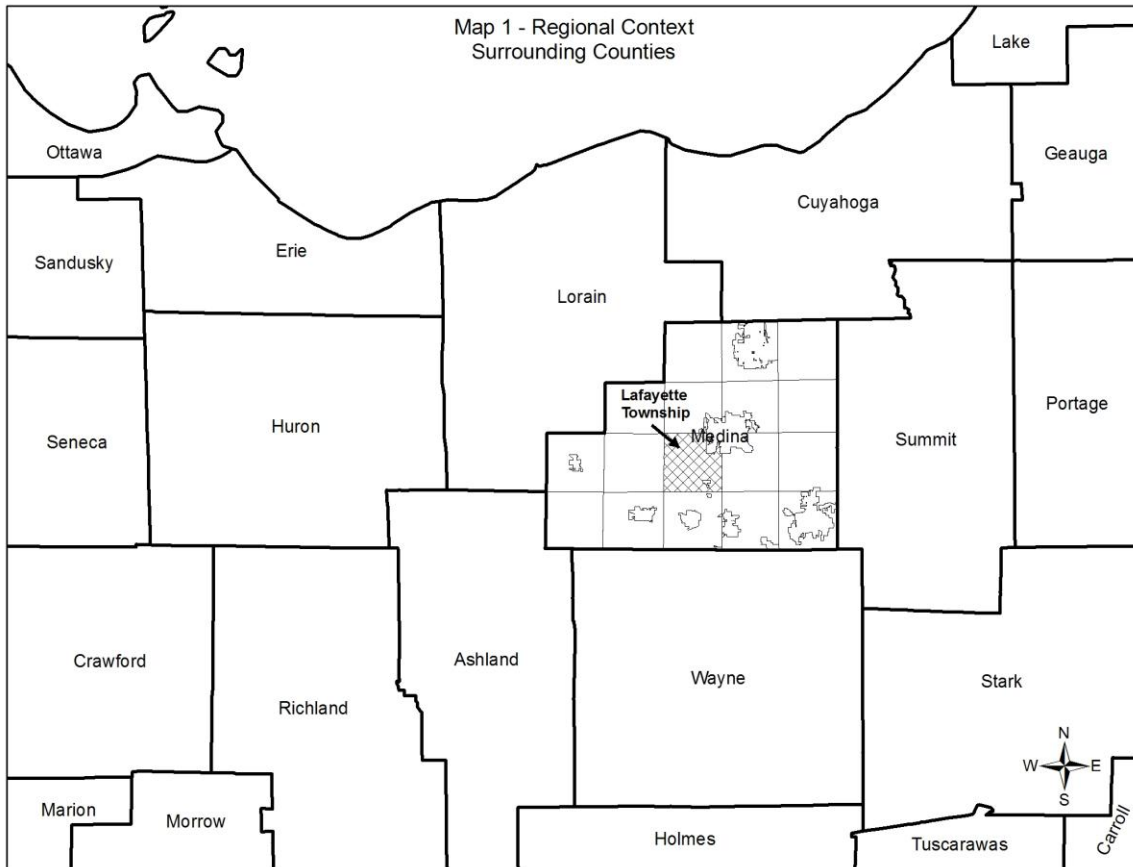 Map 1 - Regional Context
Surrounding Counties
Lake
Ottawa
Geauga
Cuyahoga
Erie
Sandusky
Lorain
Lafayette
Township
Portage
Huron
Medina
Summit
Seneca
Crawford
Ashland
Wayne
Stark
Richland
N
W
E
S
Marion
Morrow
Holmes
Tuscarawas
Carroll